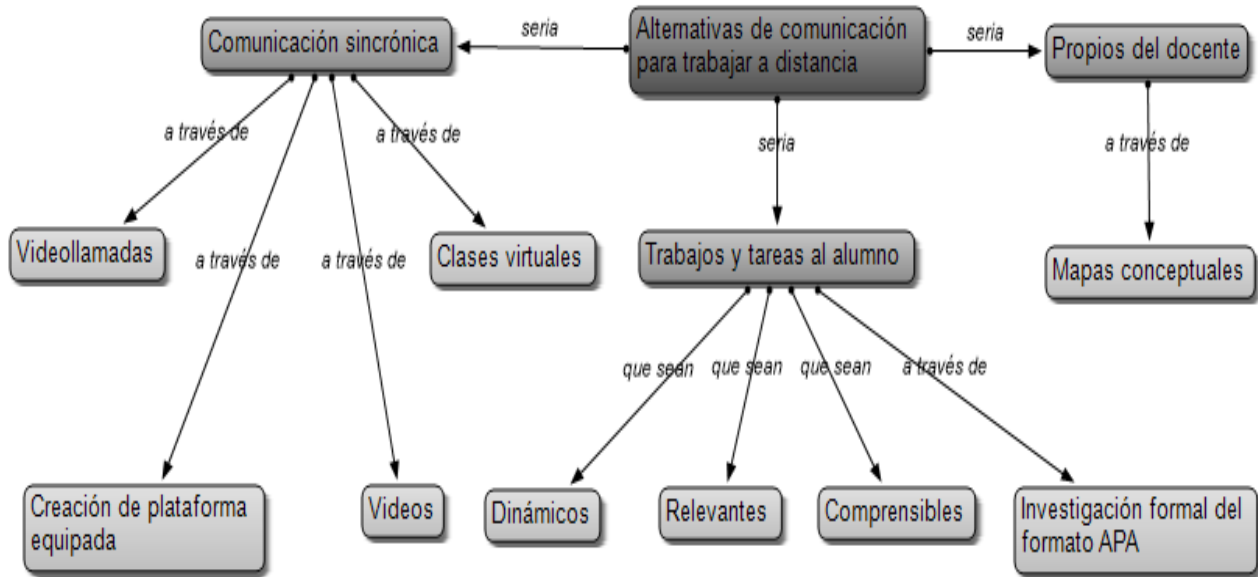 seria
Alternativas de comunicación
para trabajar a distancia
seria
Comunicación sincrónica
Propios del docente
a través de
a través de
seria
a través de
Videollamadas
a través de
a través de
Clases virtuales
Trabajos y tareas al alumno
Mapas conceptuales
que sean
que sean
que sean
a través de
Creación de plataforma
equipada
Videos
Dinámicos
Relevantes
Comprensibles
Investigación formal del
formato APA